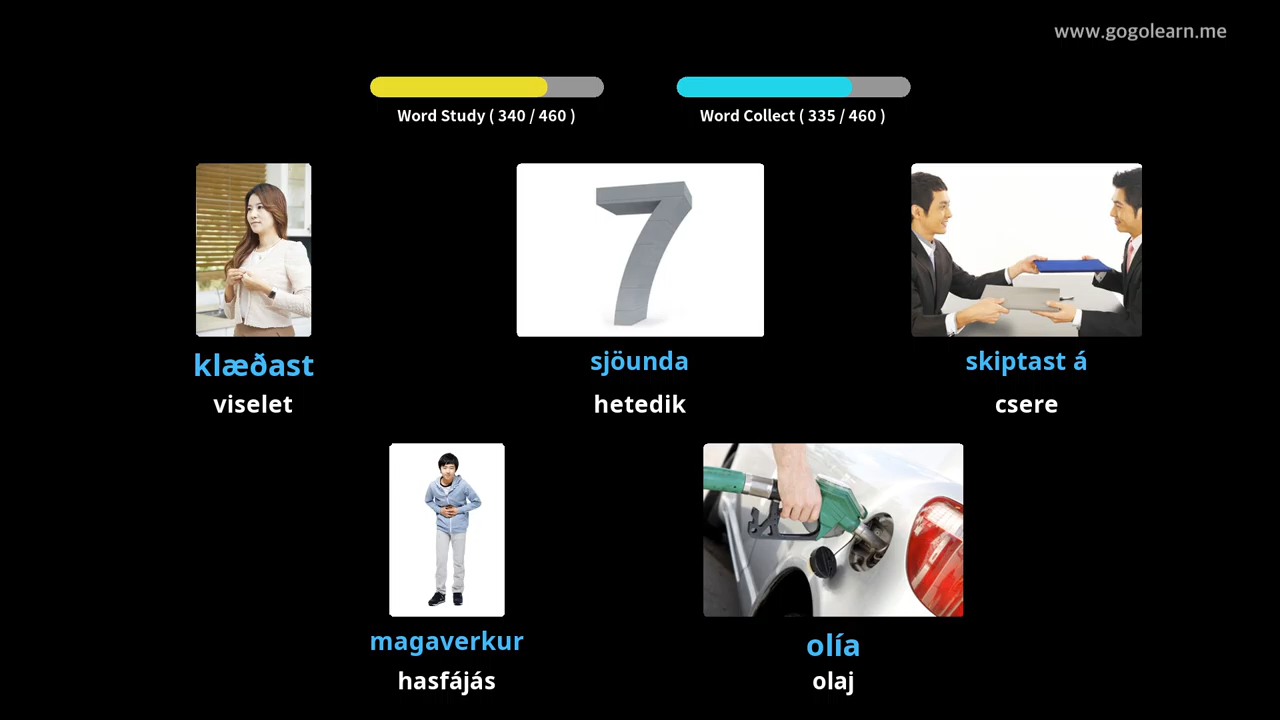 www.gogolearn.me
Word Study ( 340 / 460 )
Word Collect ( 335 / 460 )
klæðast
viselet
sjöunda
hetedik
skiptast á
csere
magaverkur
hasfájás
olía
olaj